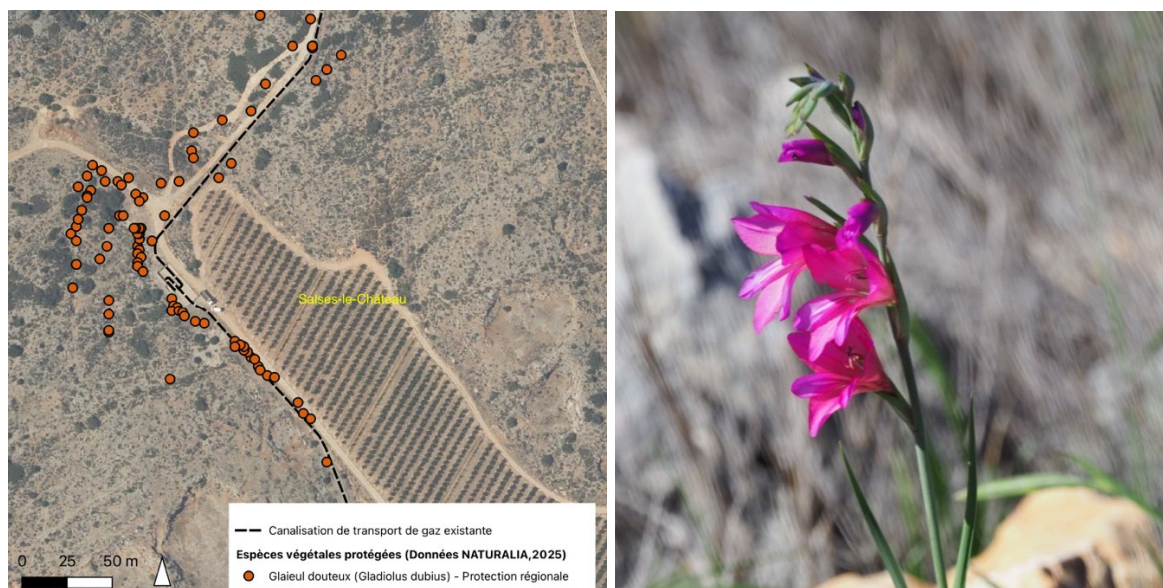 Salses-le-Château
Canalisation de transport de gaz existante
Espèces végétales protégées (Données NATURALIA,2025)
0 25 50 m
Glaieul douteux (Gladiolus dubius) - Protection régionale